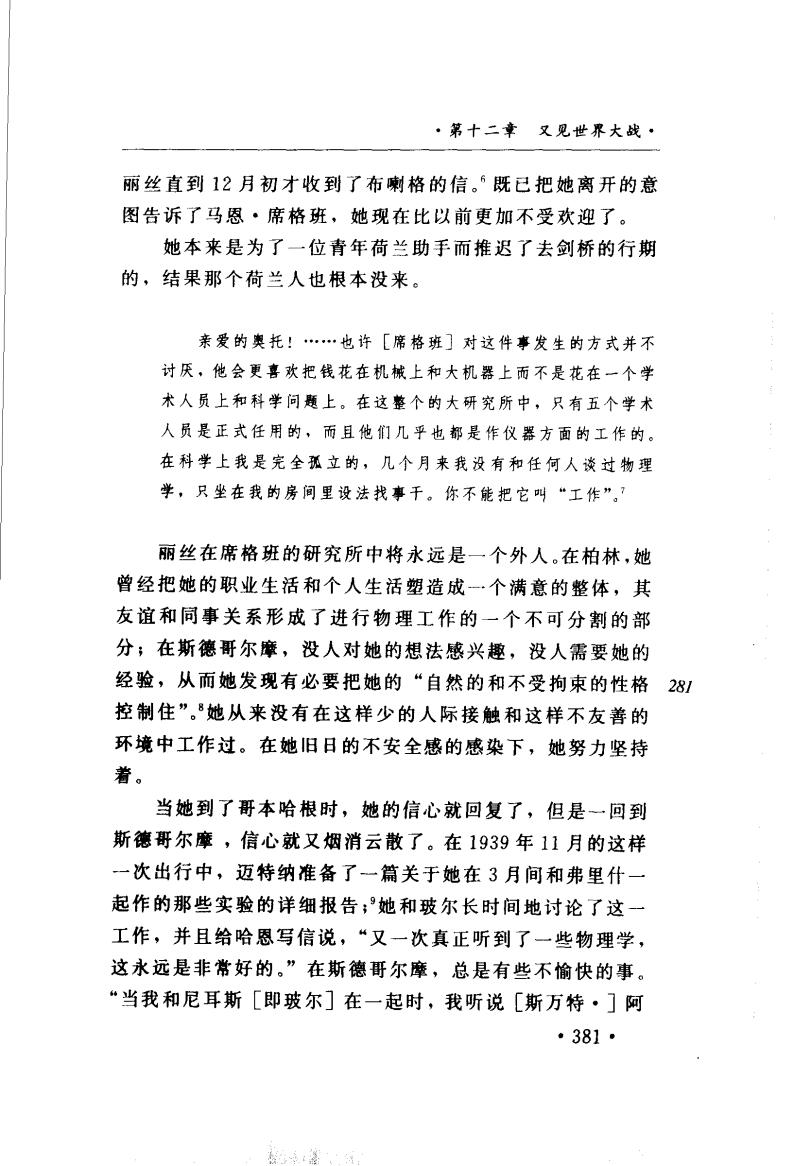 ·第十二章 又见世界大战·
丽丝直到 12 月初才收到了布喇格的信。⁶ 既已把她离开的意
图告诉了马恩·席格班，她现在比以前更加不受欢迎了。
她本来是为了一位青年荷兰助手而推迟了去剑桥的行期
的，结果那个荷兰人也根本没来。
亲爱的奥托！……也许［席格班］对这件事发生的方式并不
讨厌，他会更喜欢把钱花在机械上和大机器上而不是花在一个学
术人员上和科学问题上。在这整个的大研究所中，只有五个学术
人员是正式任用的，而且他们几乎也都是作仪器方面的工作的。
在科学上我是完全孤立的，几个月来我没有和任何人谈过物理
学，只坐在我的房间里设法找事干。你不能把它叫“工作”。⁷
丽丝在席格班的研究所中将永远是一个外人。在柏林，她
曾经把她的职业生活和个人生活塑造成一个满意的整体，其
友谊和同事关系形成了进行物理工作的一个不可分割的部
分；在斯德哥尔摩，没人对她的想法感兴趣，没人需要她的
经验，从而她发现有必要把她的“自然的和不受拘束的性格
281
控制住”。⁸她从来没有在这样少的人际接触和这样不友善的
环境中工作过。在她旧日的不安全感的感染下，她努力坚持
着。
当她到了哥本哈根时，她的信心就回复了，但是一回到
斯德哥尔摩，信心就又烟消云散了。在 1939 年 11 月的这样
一次出行中，迈特纳准备了一篇关于她在 3 月间和弗里什一
起作的那些实验的详细报告；⁹她和玻尔长时间地讨论了这一
工作，并且给哈恩写信说，“又一次真正听到了一些物理学，
这永远是非常好的。”在斯德哥尔摩，总是有些不愉快的事。
“当我和尼耳斯［即玻尔］在一起时，我听说［斯万特·］阿
·381·